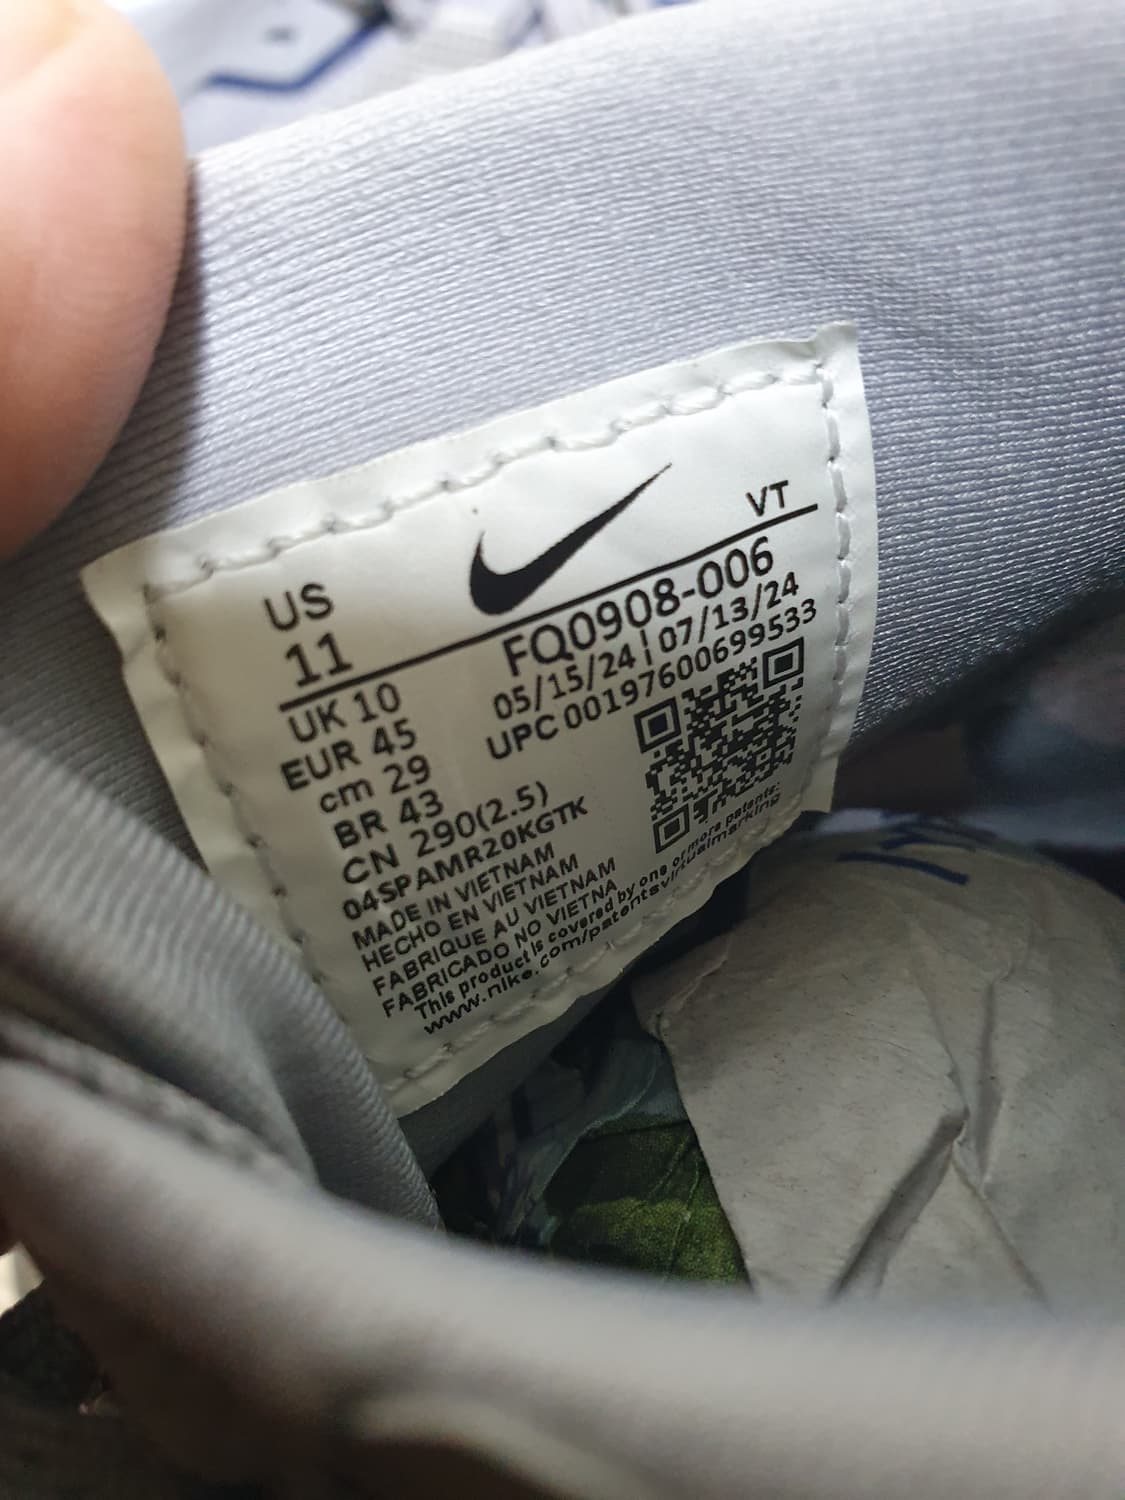 US
11
VT
FQ0908-006
05/15/24 | 07/13/24
UPC 00197600699533
UK 10
EUR 45
cm 29
BR 43
CN 290(2.5)
04SPAMR20KGTK
MADE IN VIETNAM
HECHO EN VIETNAM
FABRIQUE AU VIETNAM
FABRICADO NO VIETNA
This product is covered by one or more patents:
www.nike.com/patentsvirtualmarking